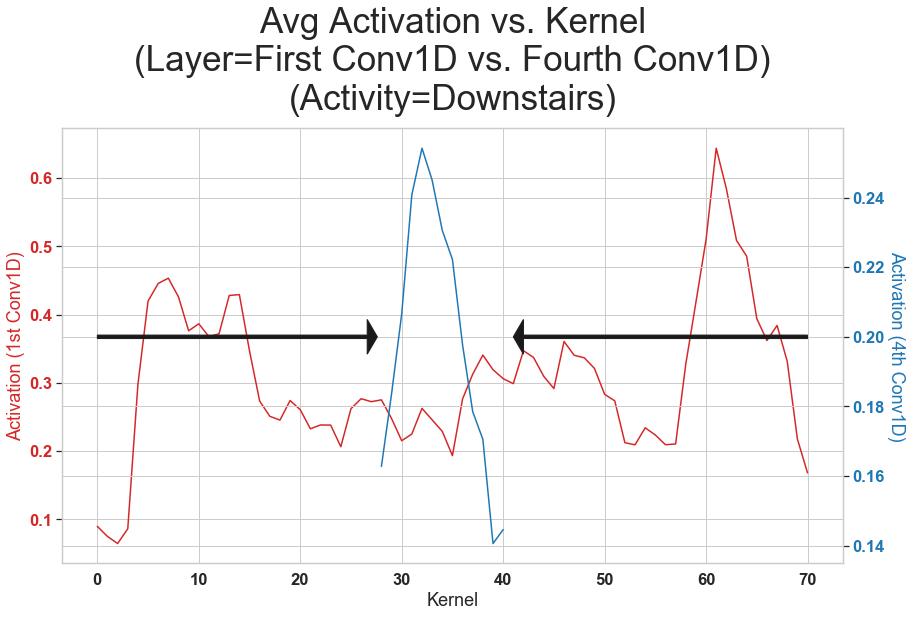 Avg Activation vs. Kernel
(Layer=First Conv1D vs. Fourth Conv1D)
(Activity=Downstairs)
Activation (1st Conv1D)
0.6
0.5
0.4
0.3
0.2
0.1
0.24
0.22
0.20
0.18
0.16
0.14
Activation (4th Conv1D)
0 10 20 30 40 50 60 70
Kernel